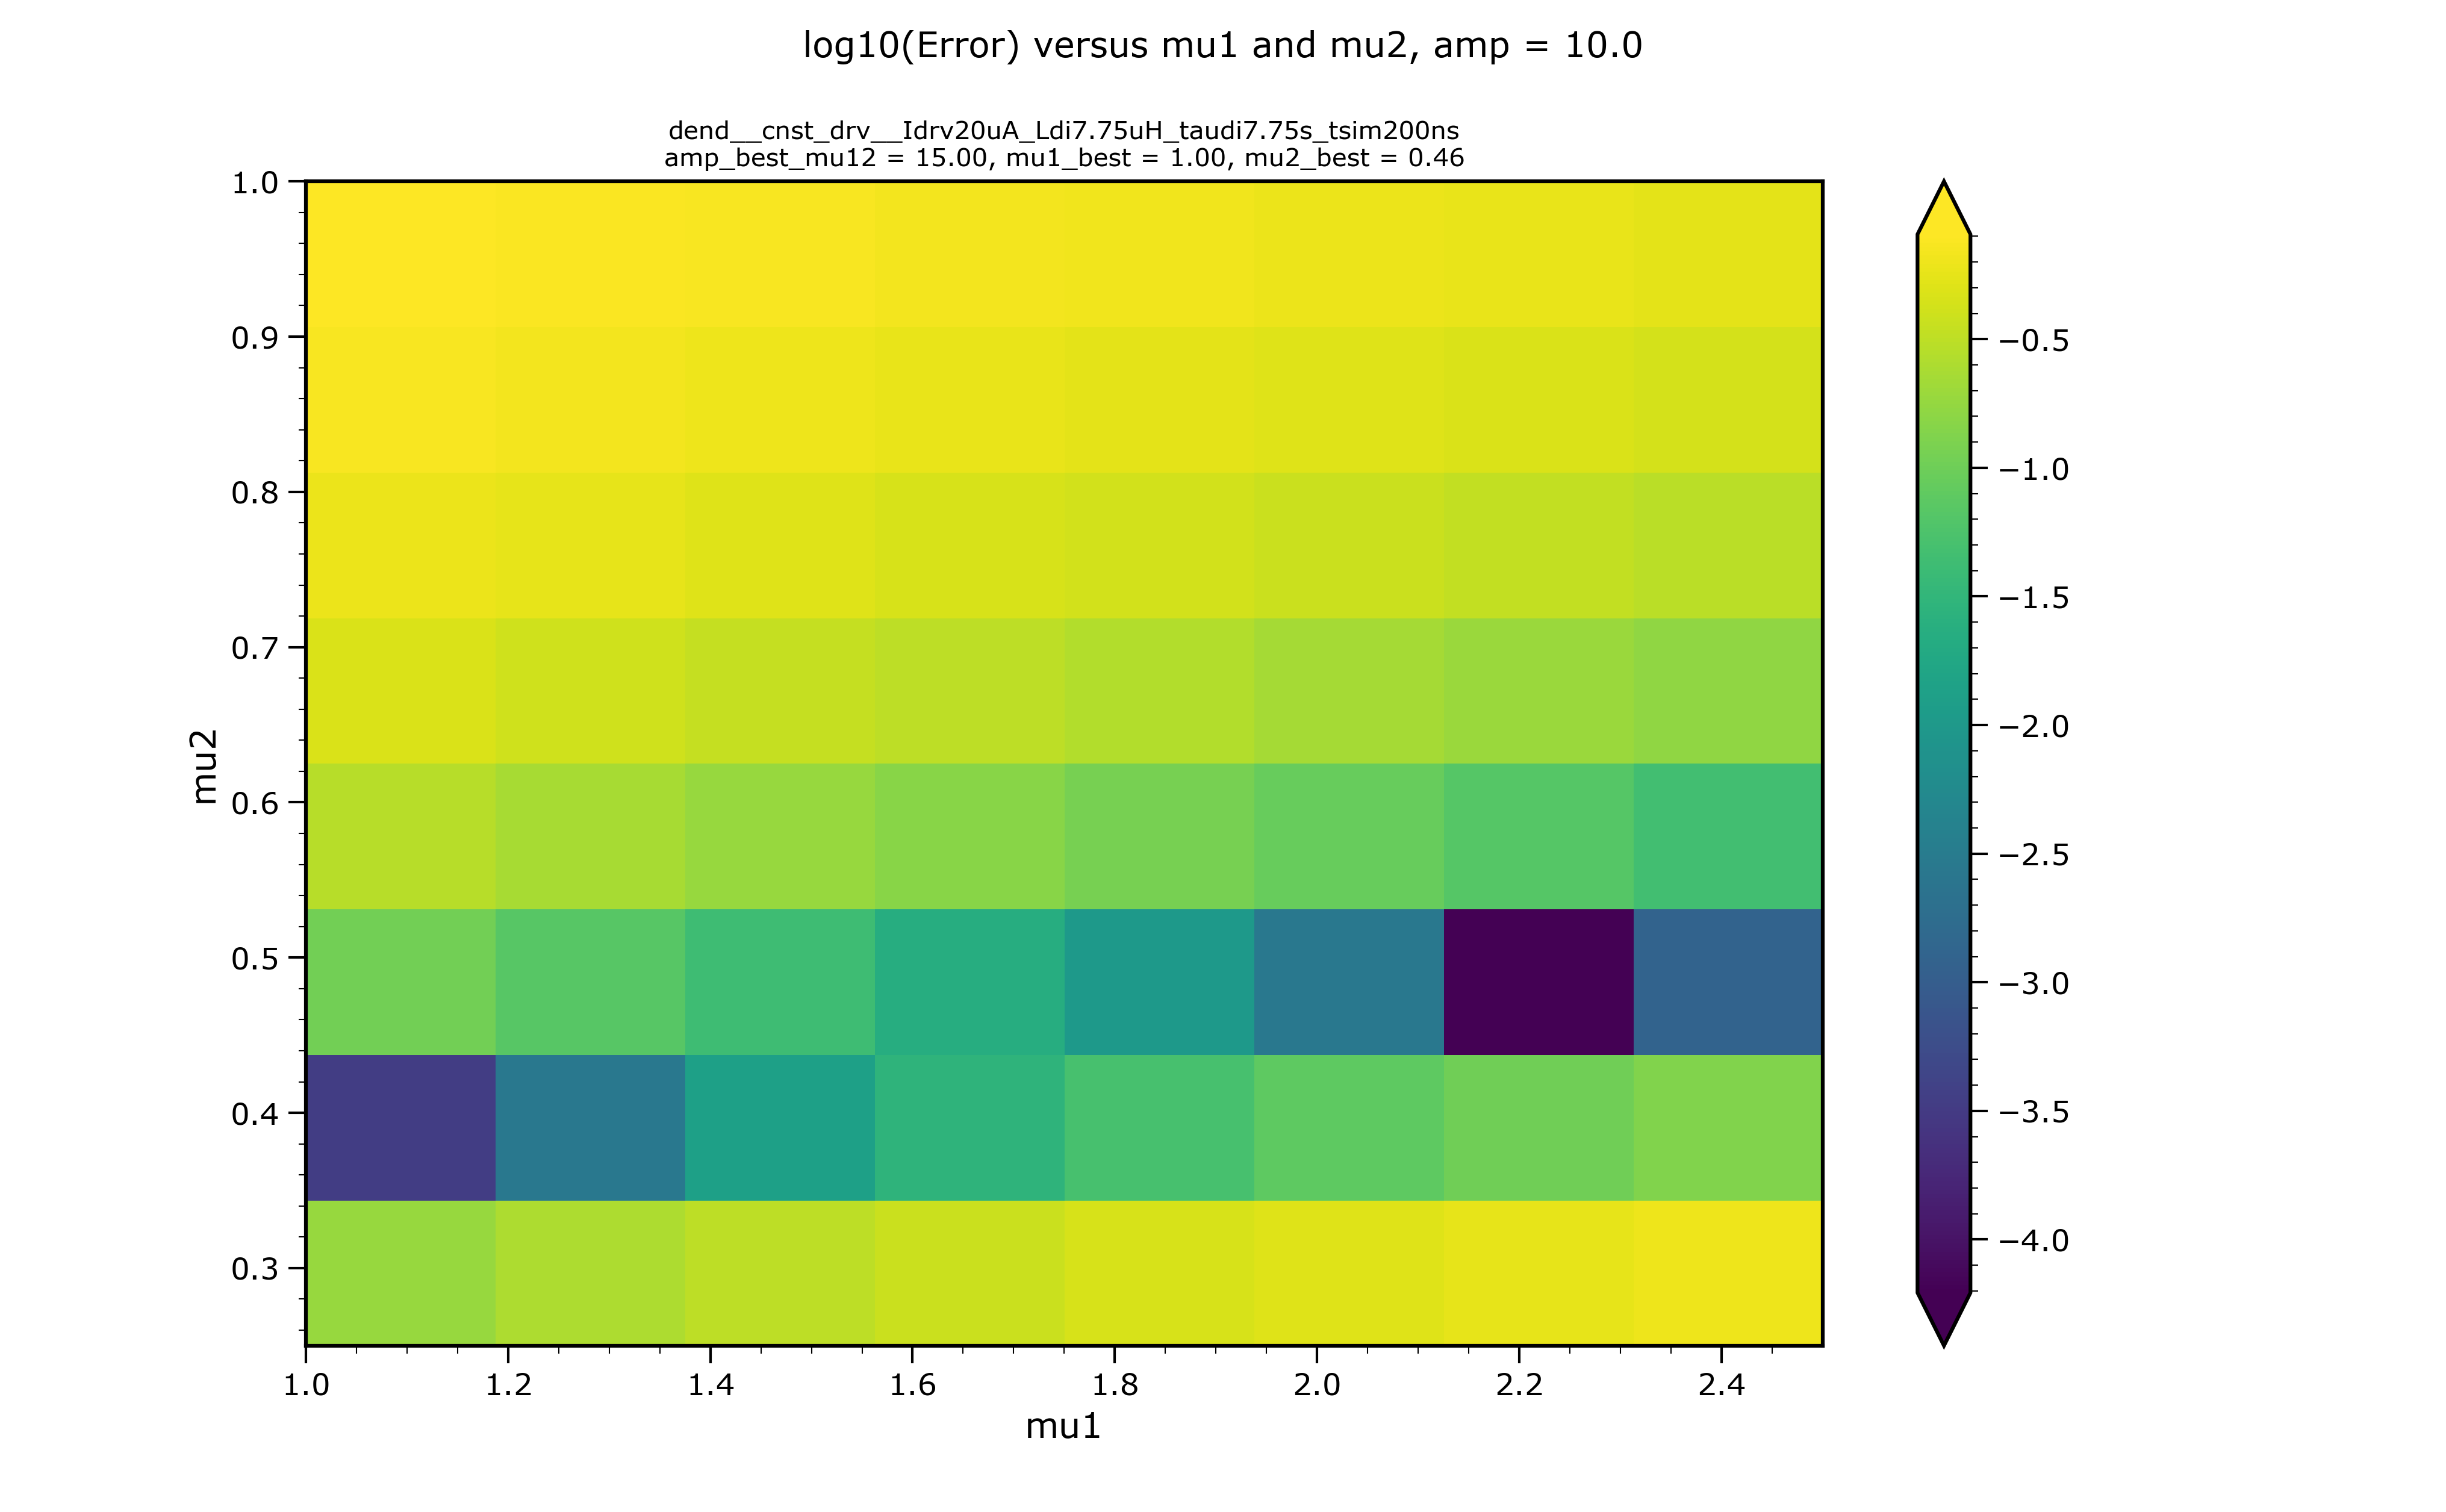 log10(Error) versus mu1 and mu2, amp = 10.0
dend__cnst_drv__Idrv20uA_Ldi7.75uH_taudi7.75s_tsim200ns
amp_best_mu12 = 15.00, mu1_best = 1.00, mu2_best = 0.46
1.0
0.9
0.8
0.7
0.6
0.5
0.4
0.3
mu2
1.0 1.2 1.4 1.6 1.8 2.0 2.2 2.4
mu1
−0.5
−1.0
−1.5
−2.0
−2.5
−3.0
−3.5
−4.0